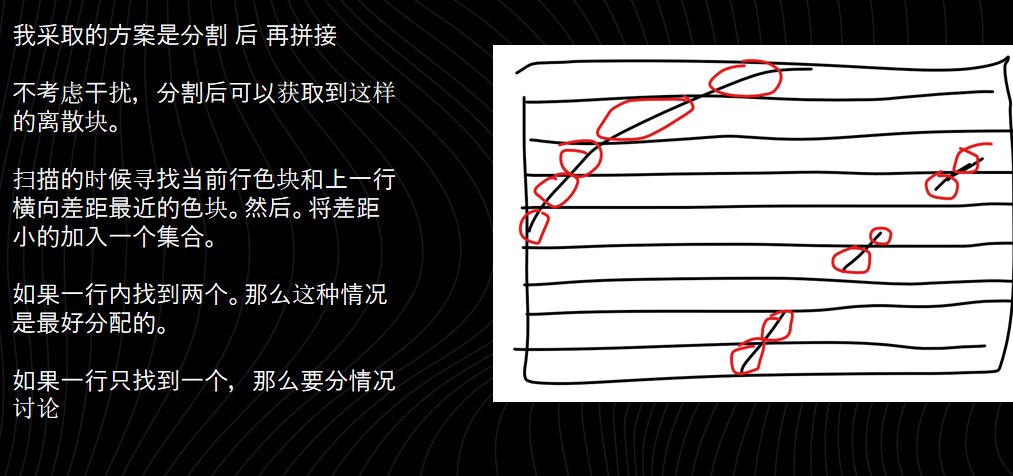 我采取的方案是分割 后 再拼接
不考虑干扰，分割后可以获取到这样
的离散块。
扫描的时候寻找当前行色块和上一行
横向差距最近的色块。然后。将差距
小的加入一个集合。
如果一行内找到两个。那么这种情况
是最好分配的。
如果一行只找到一个， 那么要分情况
讨论